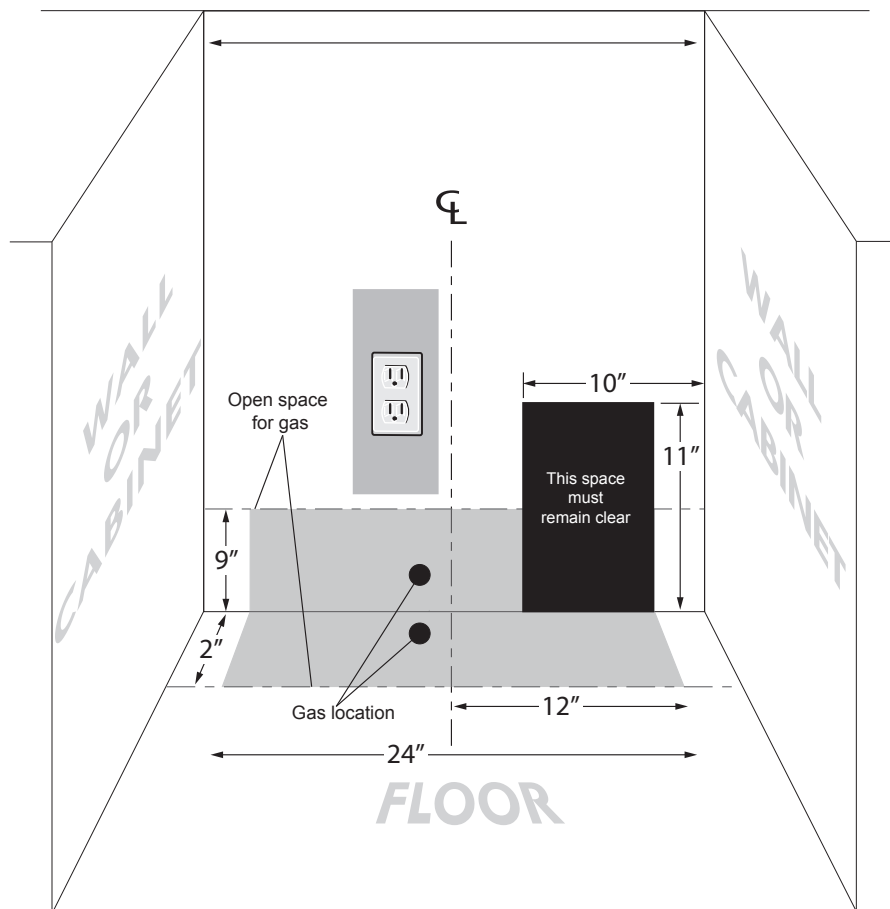 ℄
WALL
OR
CABINET
WALL
OR
CABINET
10”
Open space
for gas
11”
This space
must
remain clear
9”
2”
Gas location
12”
24”
FLOOR